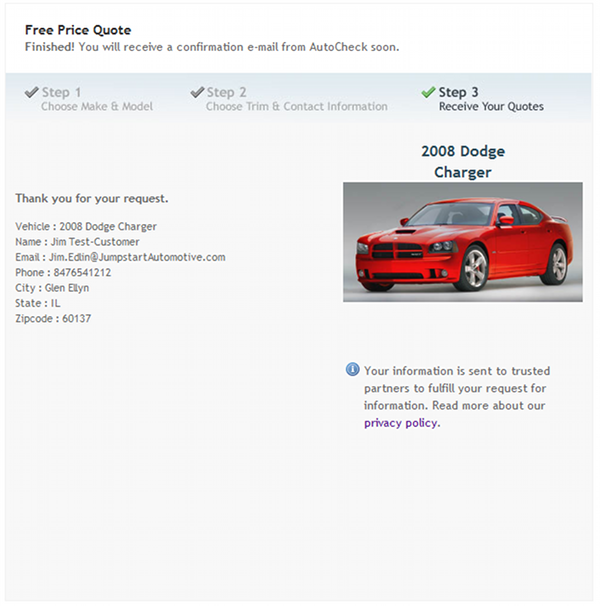 Free Price Quote
Finished! You will receive a confirmation e-mail from AutoCheck soon.
Step 1
Choose Make & Model
Step 2
Choose Trim & Contact Information
Step 3
Receive Your Quotes
2008 Dodge
Charger
Thank you for your request.
Vehicle : 2008 Dodge Charger
Name : Jim Test-Customer
Email : Jim.Edlin@JumpstartAutomotive.com
Phone : 8476541212
City : Glen Ellyn
State : IL
Zipcode : 60137
Your information is sent to trusted
partners to fulfill your request for
information. Read more about our
privacy policy.